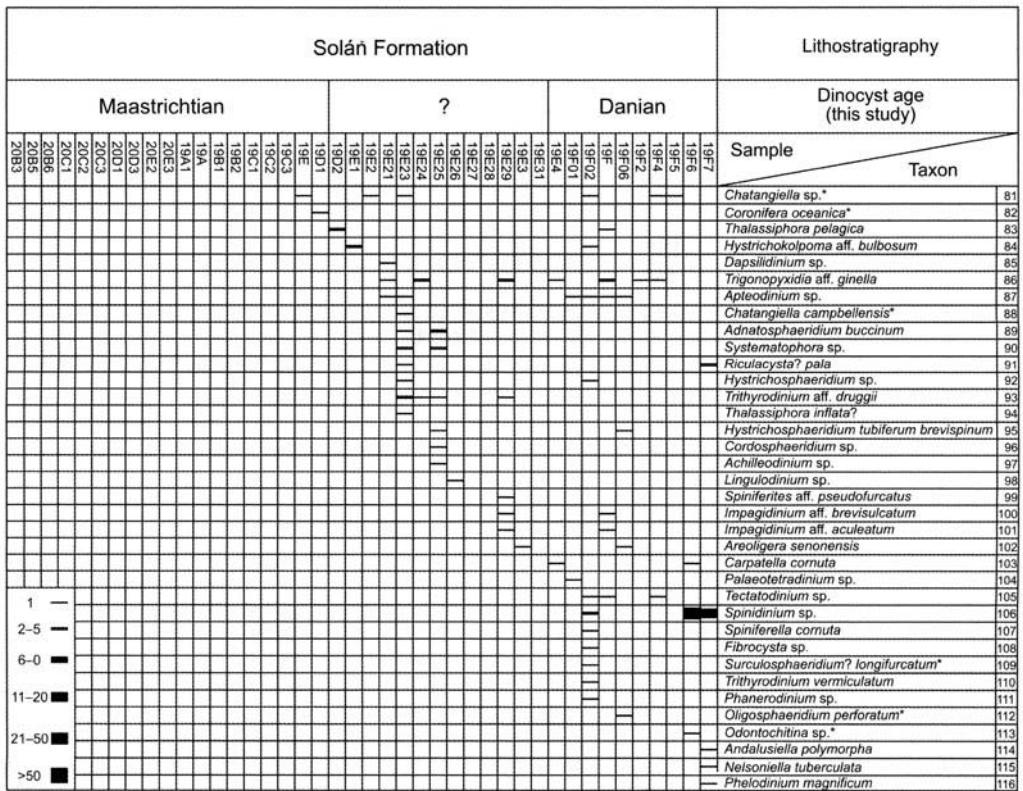 Soláň Formation Lithostratigraphy
Maastrichtian ? Danian Dinocyst age
(this study)
20B3 20B5 20B6 20C1 20C2 20C3 20D1 20D3 20E2 20E3 19A1 19A 19B1 19B2 19C1 19C2 19C3 19E 19D1 19D2 19E1 19E2 19E21 19E23 19E24 19E25 19E26 19E27 19E28 19E29 19E3 19E31 19E4 19F01 19F02 19F 19F06 19F2 19F4 19F5 19F6 19F7 Sample
Taxon
Chatangiella sp.* 81
Coronifera oceanica* 82
Thalassiphora pelagica 83
Hystrichokolpoma aff. bulbosum 84
Dapsilidinium sp. 85
Trigonopyxidia aff. ginella 86
Apteodinium sp. 87
Chatangiella campbellensis* 88
Adnatosphaeridium buccinum 89
Systematophora sp. 90
Riculacysta? pala 91
Hystrichosphaeridium sp. 92
Trithyrodinium aff. druggii 93
Thalassiphora inflata? 94
Hystrichosphaeridium tubiferum brevispinum 95
Cordosphaeridium sp. 96
Achilleodinium sp. 97
Lingulodinium sp. 98
Spiniferites aff. pseudofurcatus 99
Impagidinium aff. brevisulcatum 100
Impagidinium aff. aculeatum 101
Areoligera senonensis 102
Carpatella cornuta 103
Palaeotetradinium sp. 104
1 Tectatodinium sp. 105
Spinidinium sp. 106
2–5 Spiniferella cornuta 107
Fibrocysta sp. 108
6–0 Surculosphaeridium? longifurcatum* 109
Trithyrodinium vermiculatum 110
11–20 Phanerodinium sp. 111
Oligosphaeridium perforatum* 112
21–50 Odontochitina sp.* 113
Andalusiella polymorpha 114
Nelsoniella tuberculata 115
>50 Phelodinium magnificum 116